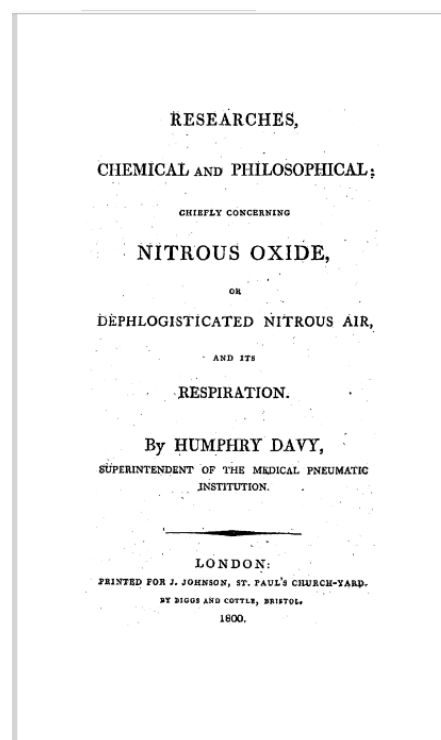 RESEARCHES,
CHEMICAL AND PHILOSOPHICAL;
CHIEFLY CONCERNING
NITROUS OXIDE,
OR
DEPHLOGISTICATED NITROUS AIR,
AND ITS
RESPIRATION.
By HUMPHRY DAVY,
SUPERINTENDENT OF THE MEDICAL PNEUMATIC
INSTITUTION.
LONDON:
PRINTED FOR J. JOHNSON, ST. PAUL'S CHURCH-YARD.
BY BIGGS AND COTTLE, BRISTOL.
1800.